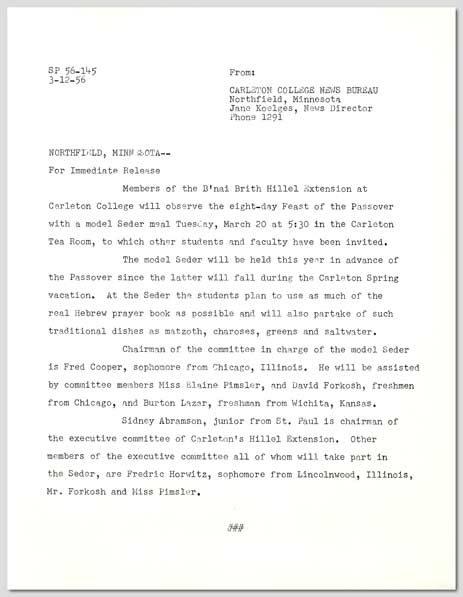 SP 56-145
3-12-56
From:
CARLETON COLLEGE NEWS BUREAU
Northfield, Minnesota
Jane Koelges, News Director
Phone 1291
NORTHFIELD, MINNESOTA--
For Immediate Release
Members of the B'nai Brith Hillel Extension at
Carleton College will observe the eight-day Feast of the Passover
with a model Seder meal Tuesday, March 20 at 5:30 in the Carleton
Tea Room, to which other students and faculty have been invited.
The model Seder will be held this year in advance of
the Passover since the latter will fall during the Carleton Spring
vacation. At the Seder the students plan to use as much of the
real Hebrew prayer book as possible and will also partake of such
traditional dishes as matzoth, charoses, greens and saltwater.
Chairman of the committee in charge of the model Seder
is Fred Cooper, sophomore from Chicago, Illinois. He will be assisted
by committee members Miss Elaine Pimsler, and David Forkosh, freshmen
from Chicago, and Burton Lazar, freshman from Wichita, Kansas.
Sidney Abramson, junior from St. Paul is chairman of
the executive committee of Carleton's Hillel Extension. Other
members of the executive committee all of whom will take part in
the Seder, are Fredric Horwitz, sophomore from Lincolnwood, Illinois,
Mr. Forkosh and Miss Pimsler.
###